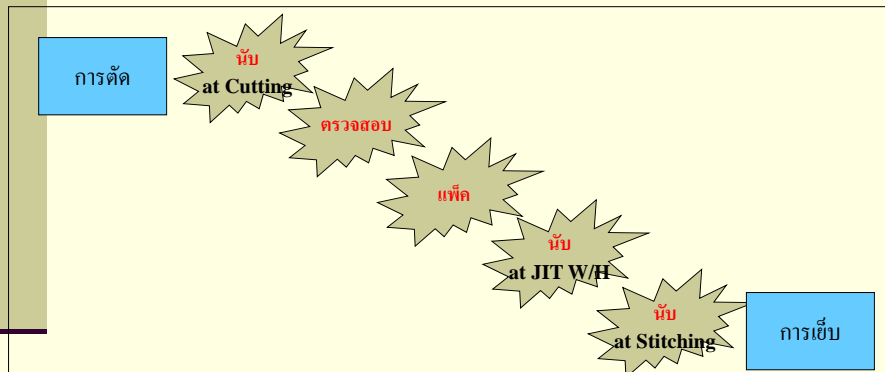 การตัด
นับ
at Cutting
ตรวจสอบ
แพ็ค
นับ
at JIT W/H
นับ
at Stitching
การเย็บ